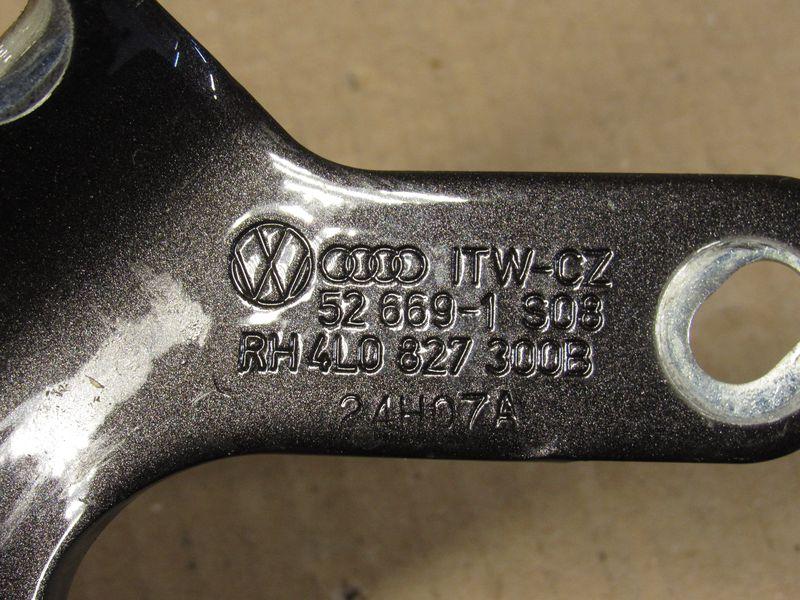 ITW-CZ
52 669-1 S08
RH 4L0 827 300B
24H07A